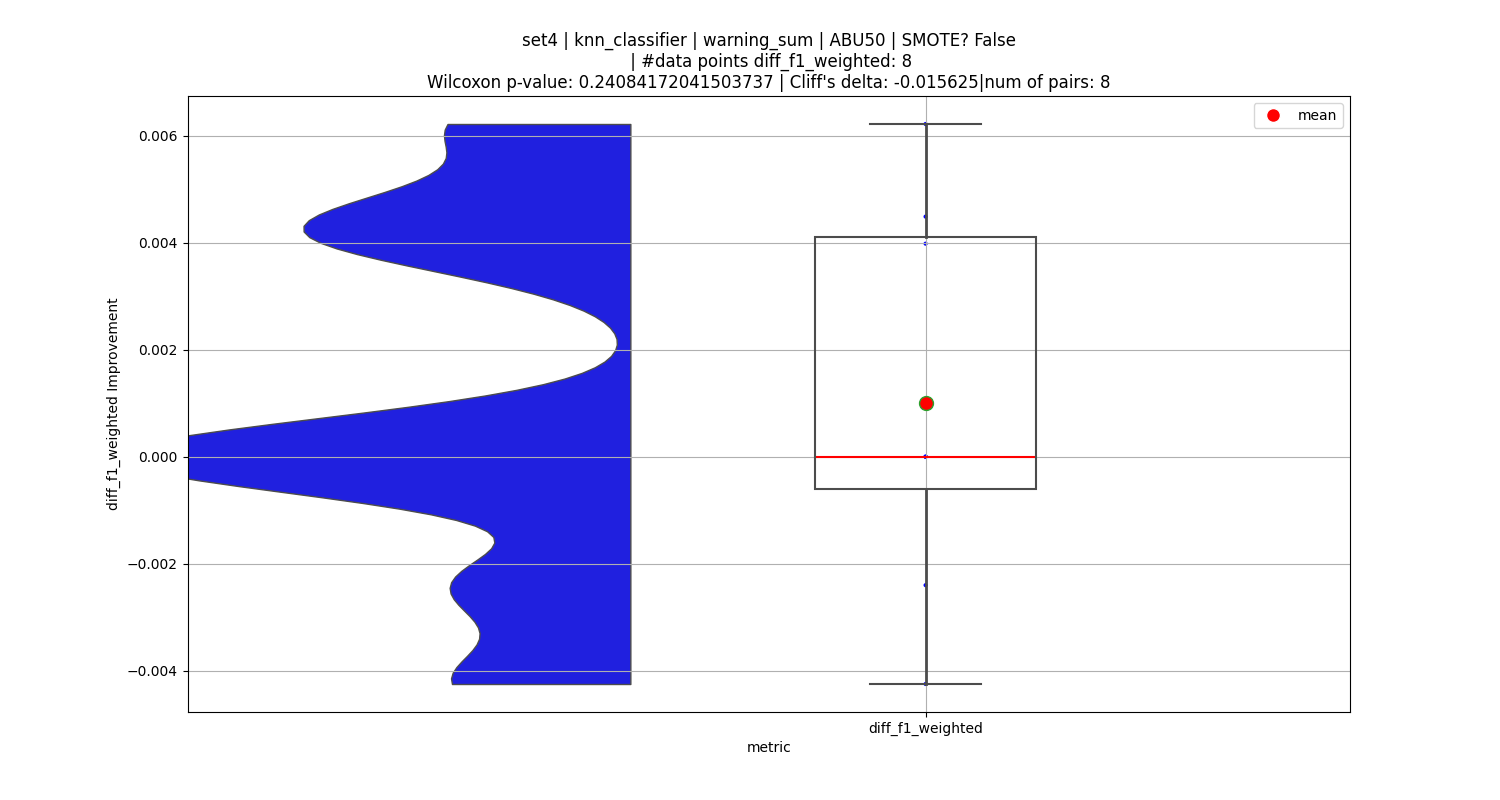 set4 | knn_classifier | warning_sum | ABU50 | SMOTE? False
| #data points diff_f1_weighted: 8
Wilcoxon p-value: 0.24084172041503737 | Cliff's delta: -0.015625|num of pairs: 8
mean
0.006
0.004
0.002
0.000
−0.002
−0.004
diff_f1_weighted Improvement
diff_f1_weighted
metric